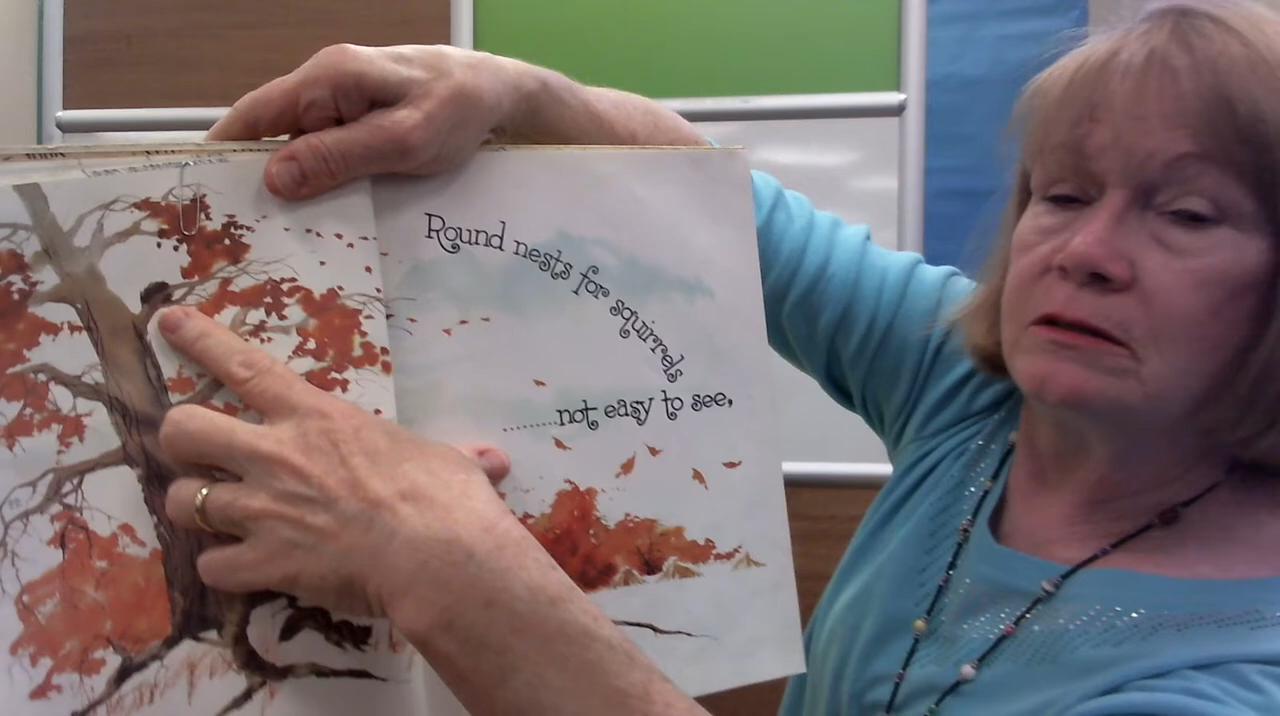 Round nests for squirrels
........not easy to see,